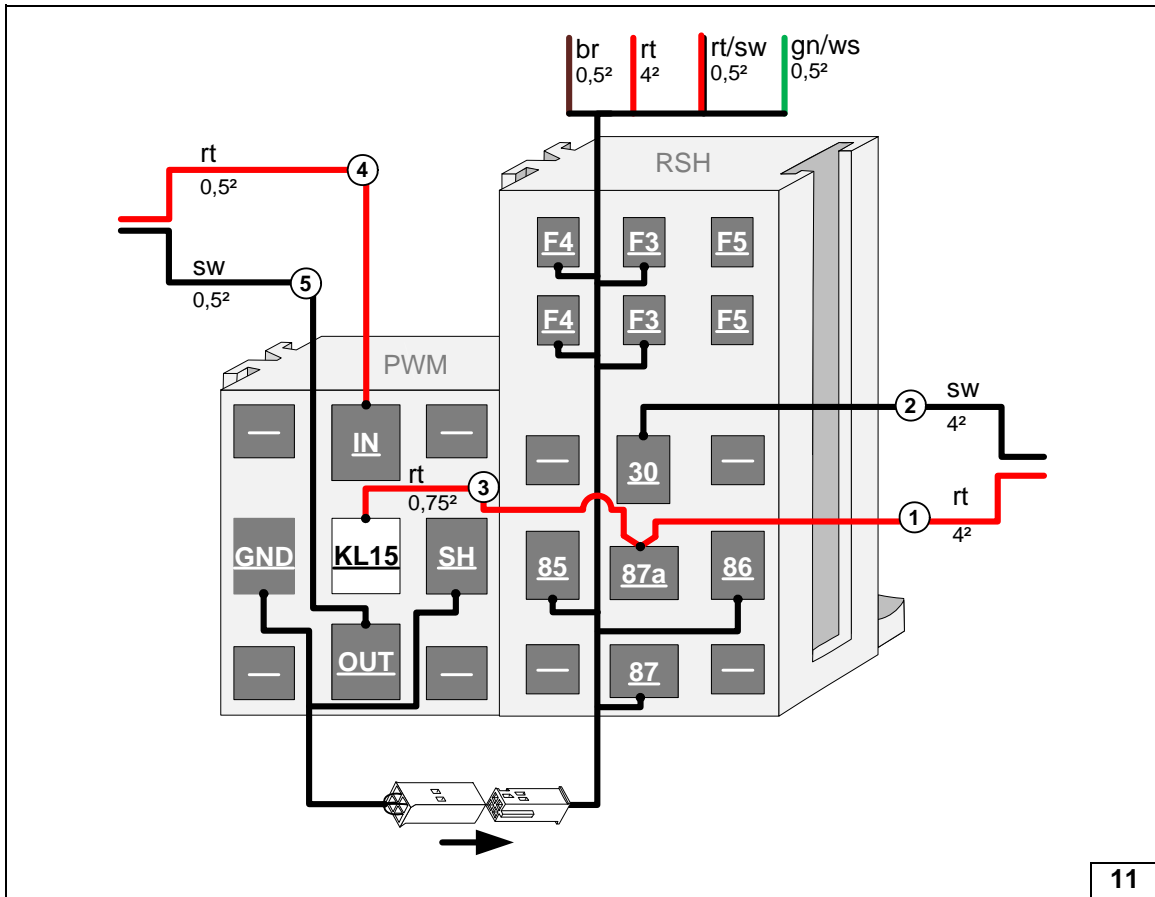 br rt rt/sw gn/ws
0,5² 4² 0,5² 0,5²
rt 4 RSH
0,5²
F4 F3 F5
sw 5
0,5²
F4 F3 F5
PWM
2 sw
4²
— IN — — 30 —
rt 3
0,75²
1 rt
4²
GND KL15 SH 85 87a 86
— OUT — — 87 —
11